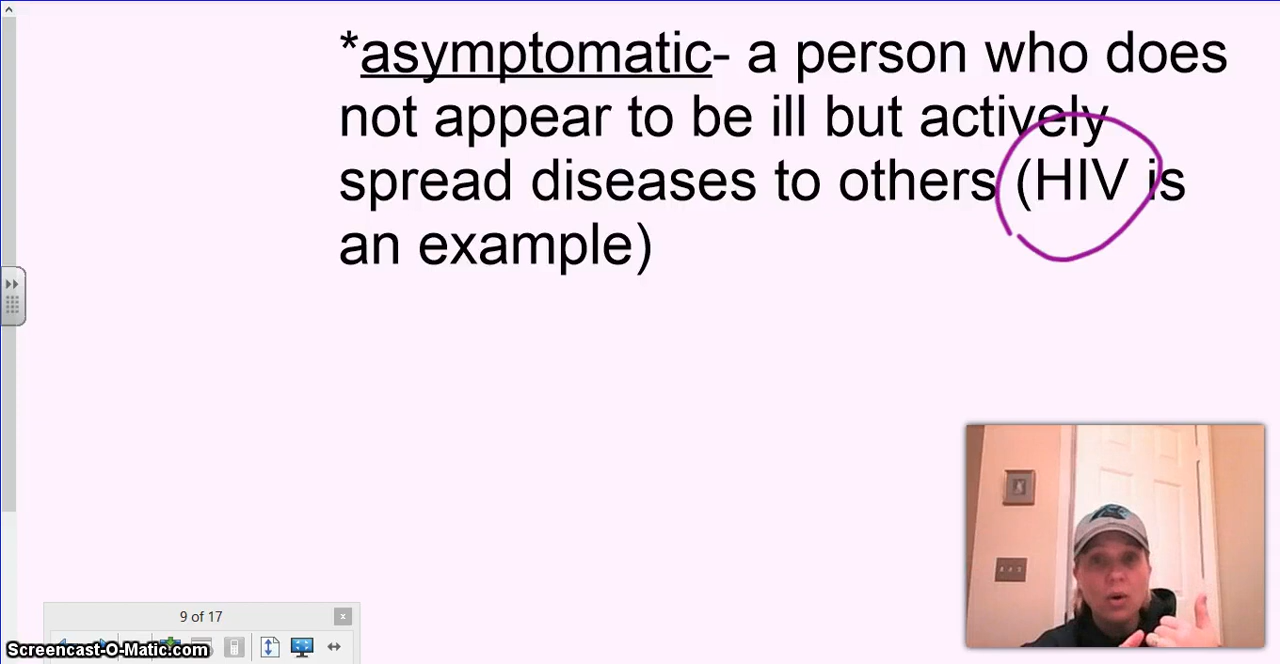 *asymptomatic- a person who does
not appear to be ill but actively
spread diseases to others (HIV is
an example)
9 of 17
x
Screencast-O-Matic.com